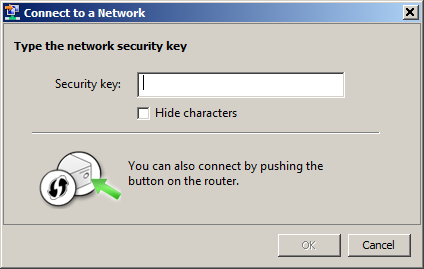 Connect to a Network
Type the network security key
Security key:
Hide characters
You can also connect by pushing the
button on the router.
OK
Cancel